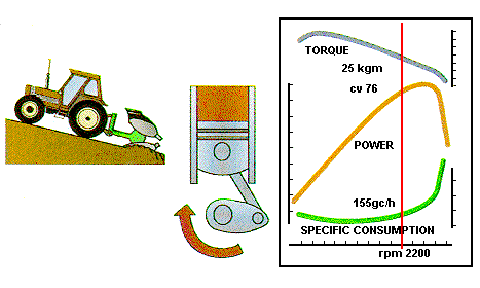 TORQUE
25 kgm
cv 76
POWER
155gc/h
SPECIFIC CONSUMPTION
rpm 2200